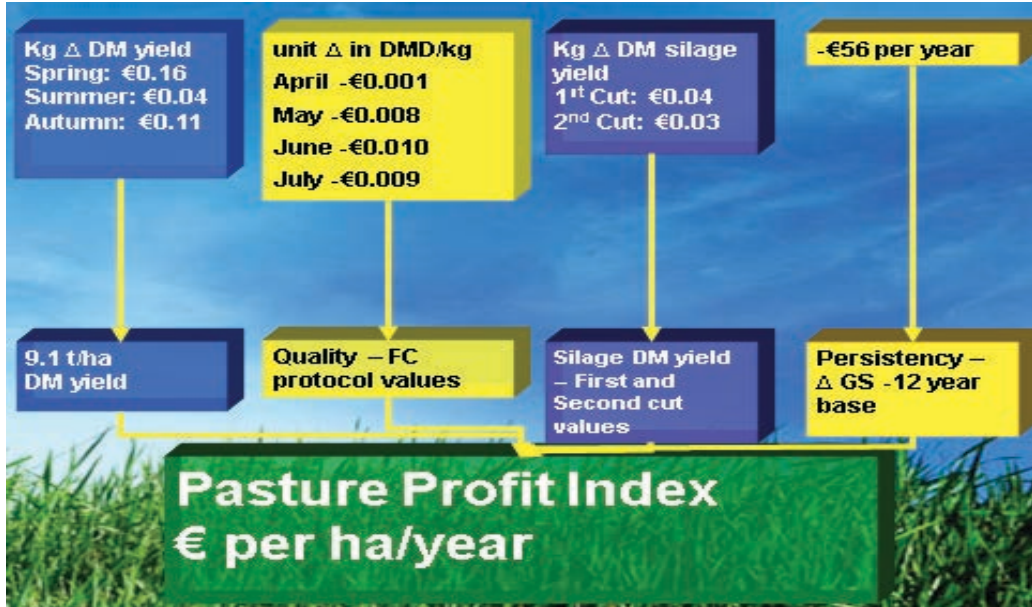 Kg Δ DM yield
Spring: €0.16
Summer: €0.04
Autumn: €0.11
unit Δ in DMD/kg
April -€0.001
May -€0.008
June -€0.010
July -€0.009
Kg Δ DM silage
yield
1st Cut: €0.04
2nd Cut: €0.03
-€56 per year
9.1 t/ha
DM yield
Quality – FC
protocol values
Silage DM yield
– First and
Second cut
values
Persistency –
Δ GS -12 year
base
Pasture Profit Index
€ per ha/year